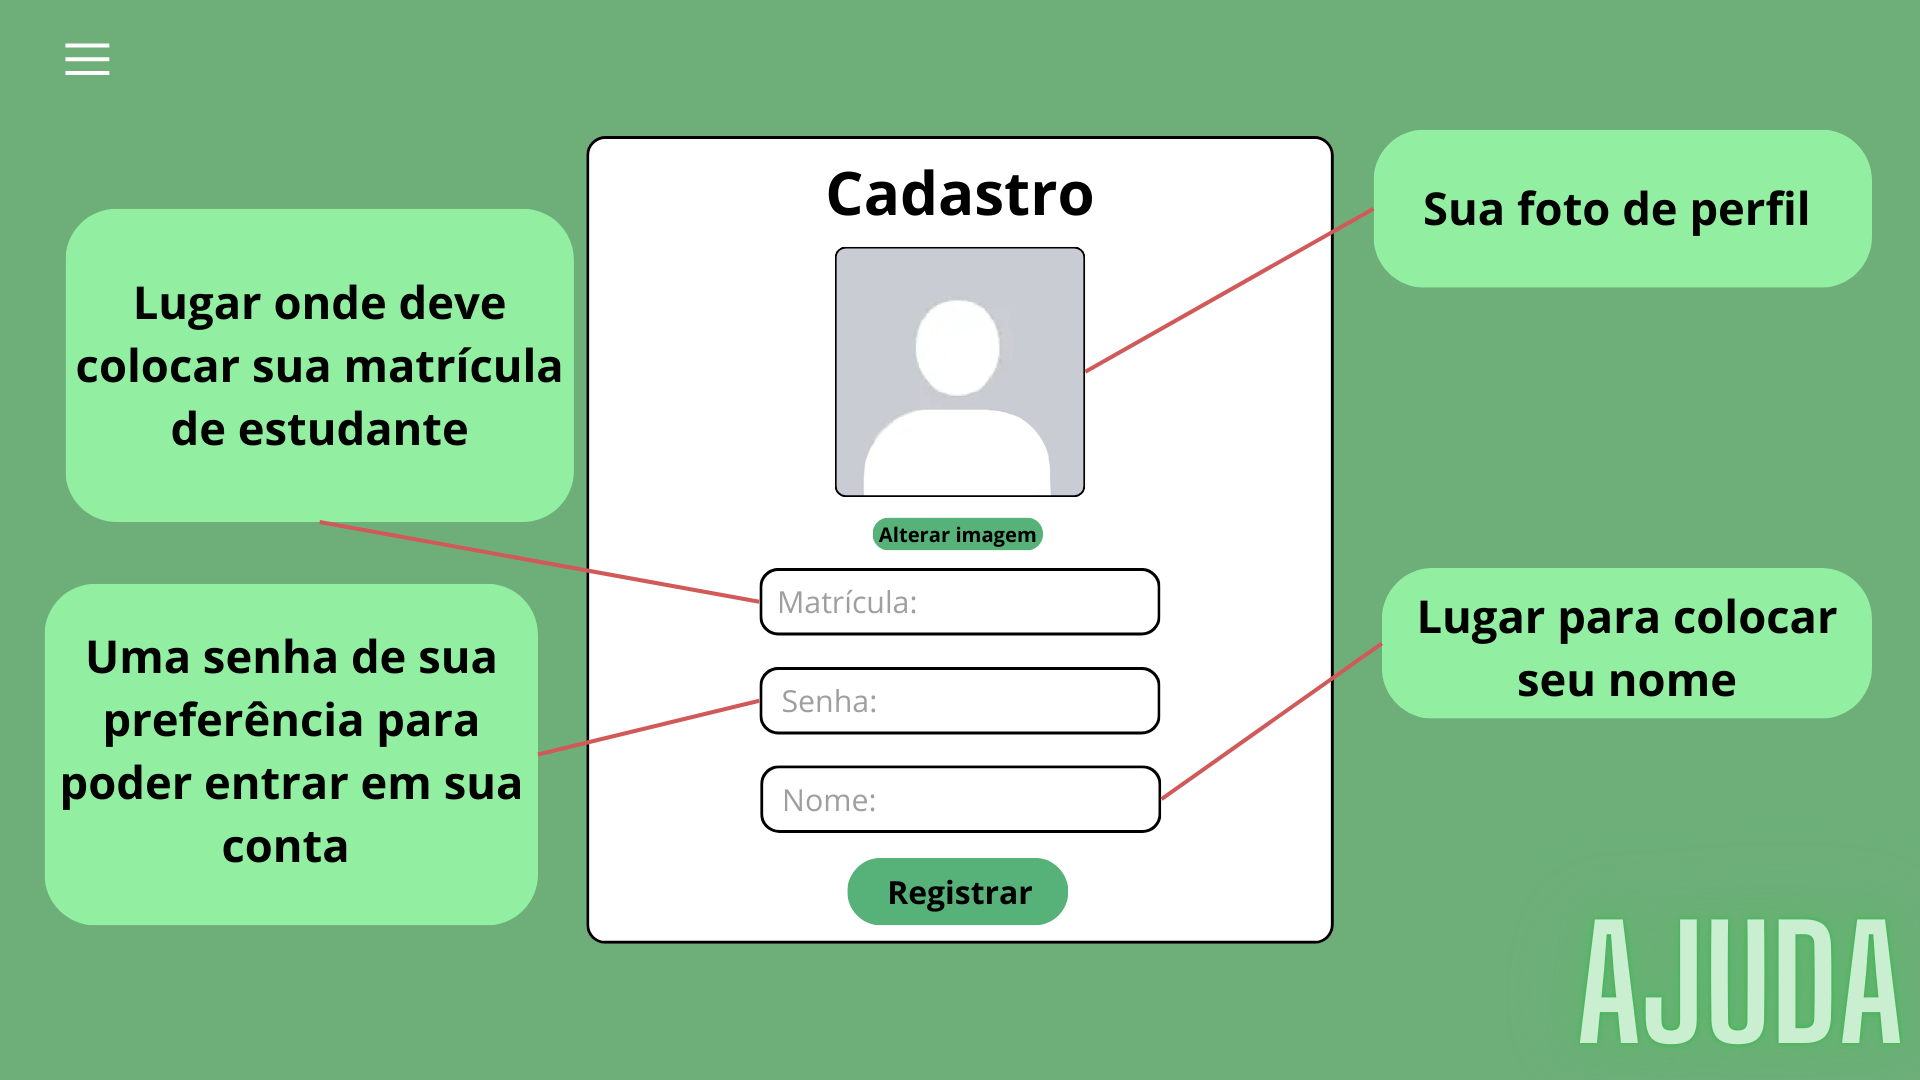 Cadastro
Sua foto de perfil
Lugar onde deve
colocar sua matrícula
de estudante
Alterar imagem
Matrícula:
Uma senha de sua
preferência para
poder entrar em sua
conta
Senha:
Lugar para colocar
seu nome
Nome:
Registrar
AJUDA